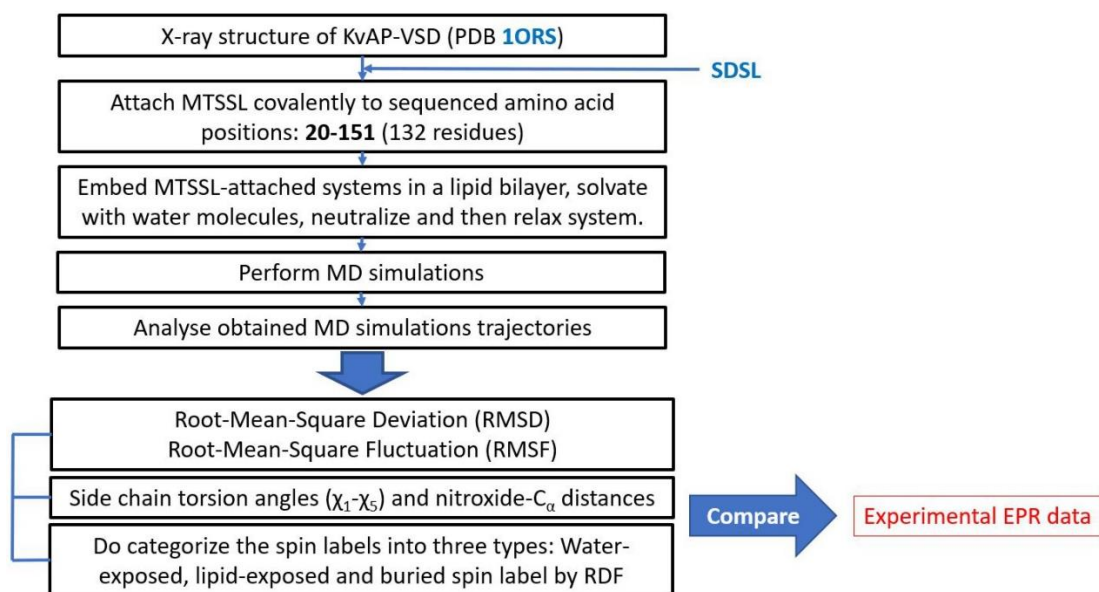 X-ray structure of KvAP-VSD (PDB 1ORS)
SDSL
Attach MTSSL covalently to sequenced amino acid
positions: 20-151 (132 residues)
Embed MTSSL-attached systems in a lipid bilayer, solvate
with water molecules, neutralize and then relax system.
Perform MD simulations
Analyse obtained MD simulations trajectories
Root-Mean-Square Deviation (RMSD)
Root-Mean-Square Fluctuation (RMSF)
Side chain torsion angles (χ₁-χ₅) and nitroxide-Cα distances
Do categorize the spin labels into three types: Water-
exposed, lipid-exposed and buried spin label by RDF
Compare
Experimental EPR data